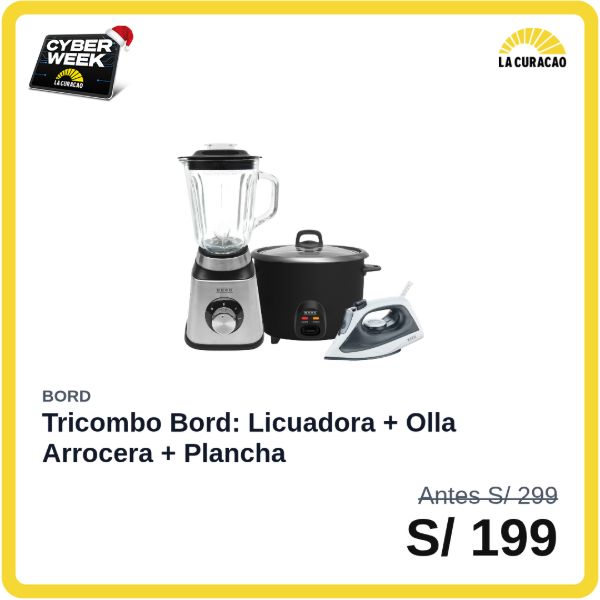 CYBER
WEEK
LA CURACAO
LA CURACAO
BORD
Tricombo Bord: Licuadora + Olla
Arrocera + Plancha
Antes S/ 299
S/ 199